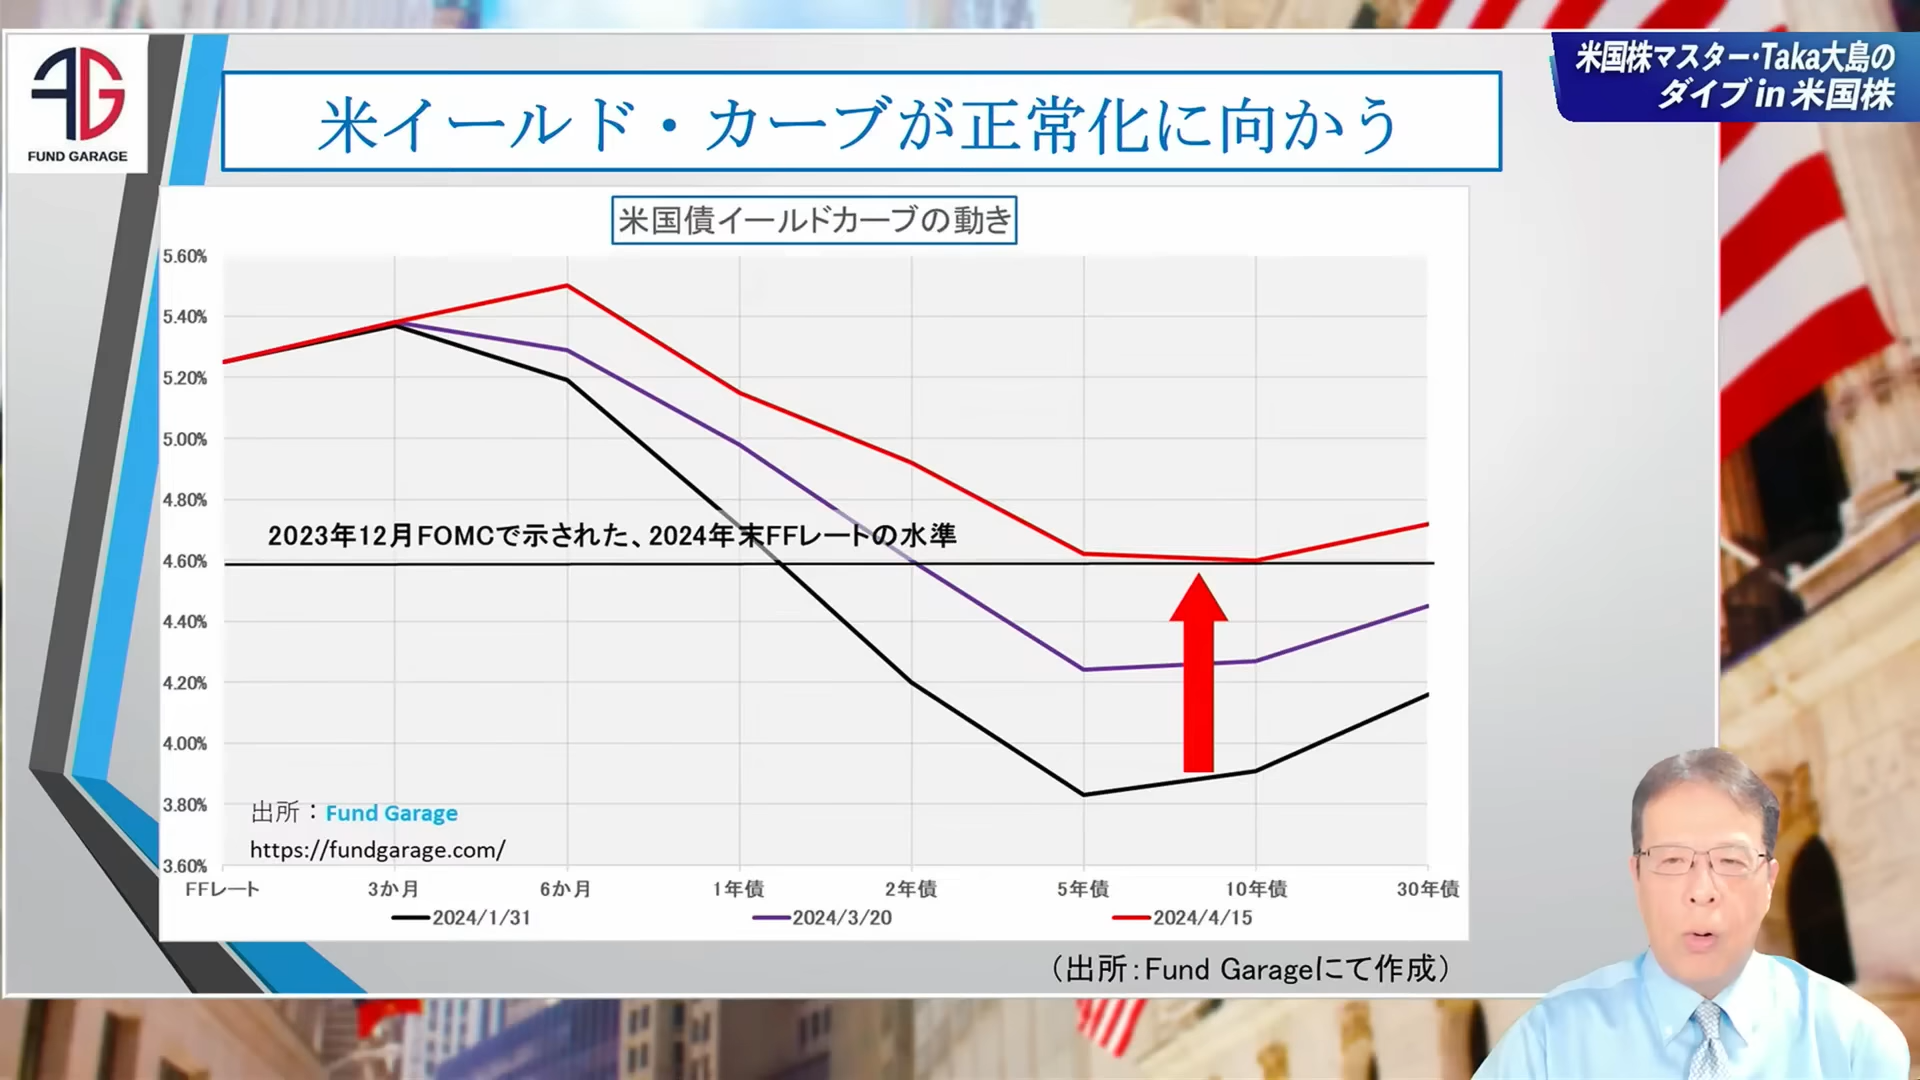 FUND GARAGE
米国株マスター・Taka大島の
ダイブ in 米国株
米イールド・カーブが正常化に向かう
米国債イールドカーブの動き
5.60%
5.40%
5.20%
5.00%
4.80%
4.60%
4.40%
4.20%
4.00%
3.80%
3.60%
2023年12月FOMCで示された、2024年末FFレートの水準
出所：Fund Garage
https://fundgarage.com/
FFレート 3か月 6か月 1年債 2年債 5年債 10年債 30年債
2024/1/31 2024/3/20 2024/4/15
（出所：Fund Garageにて作成）